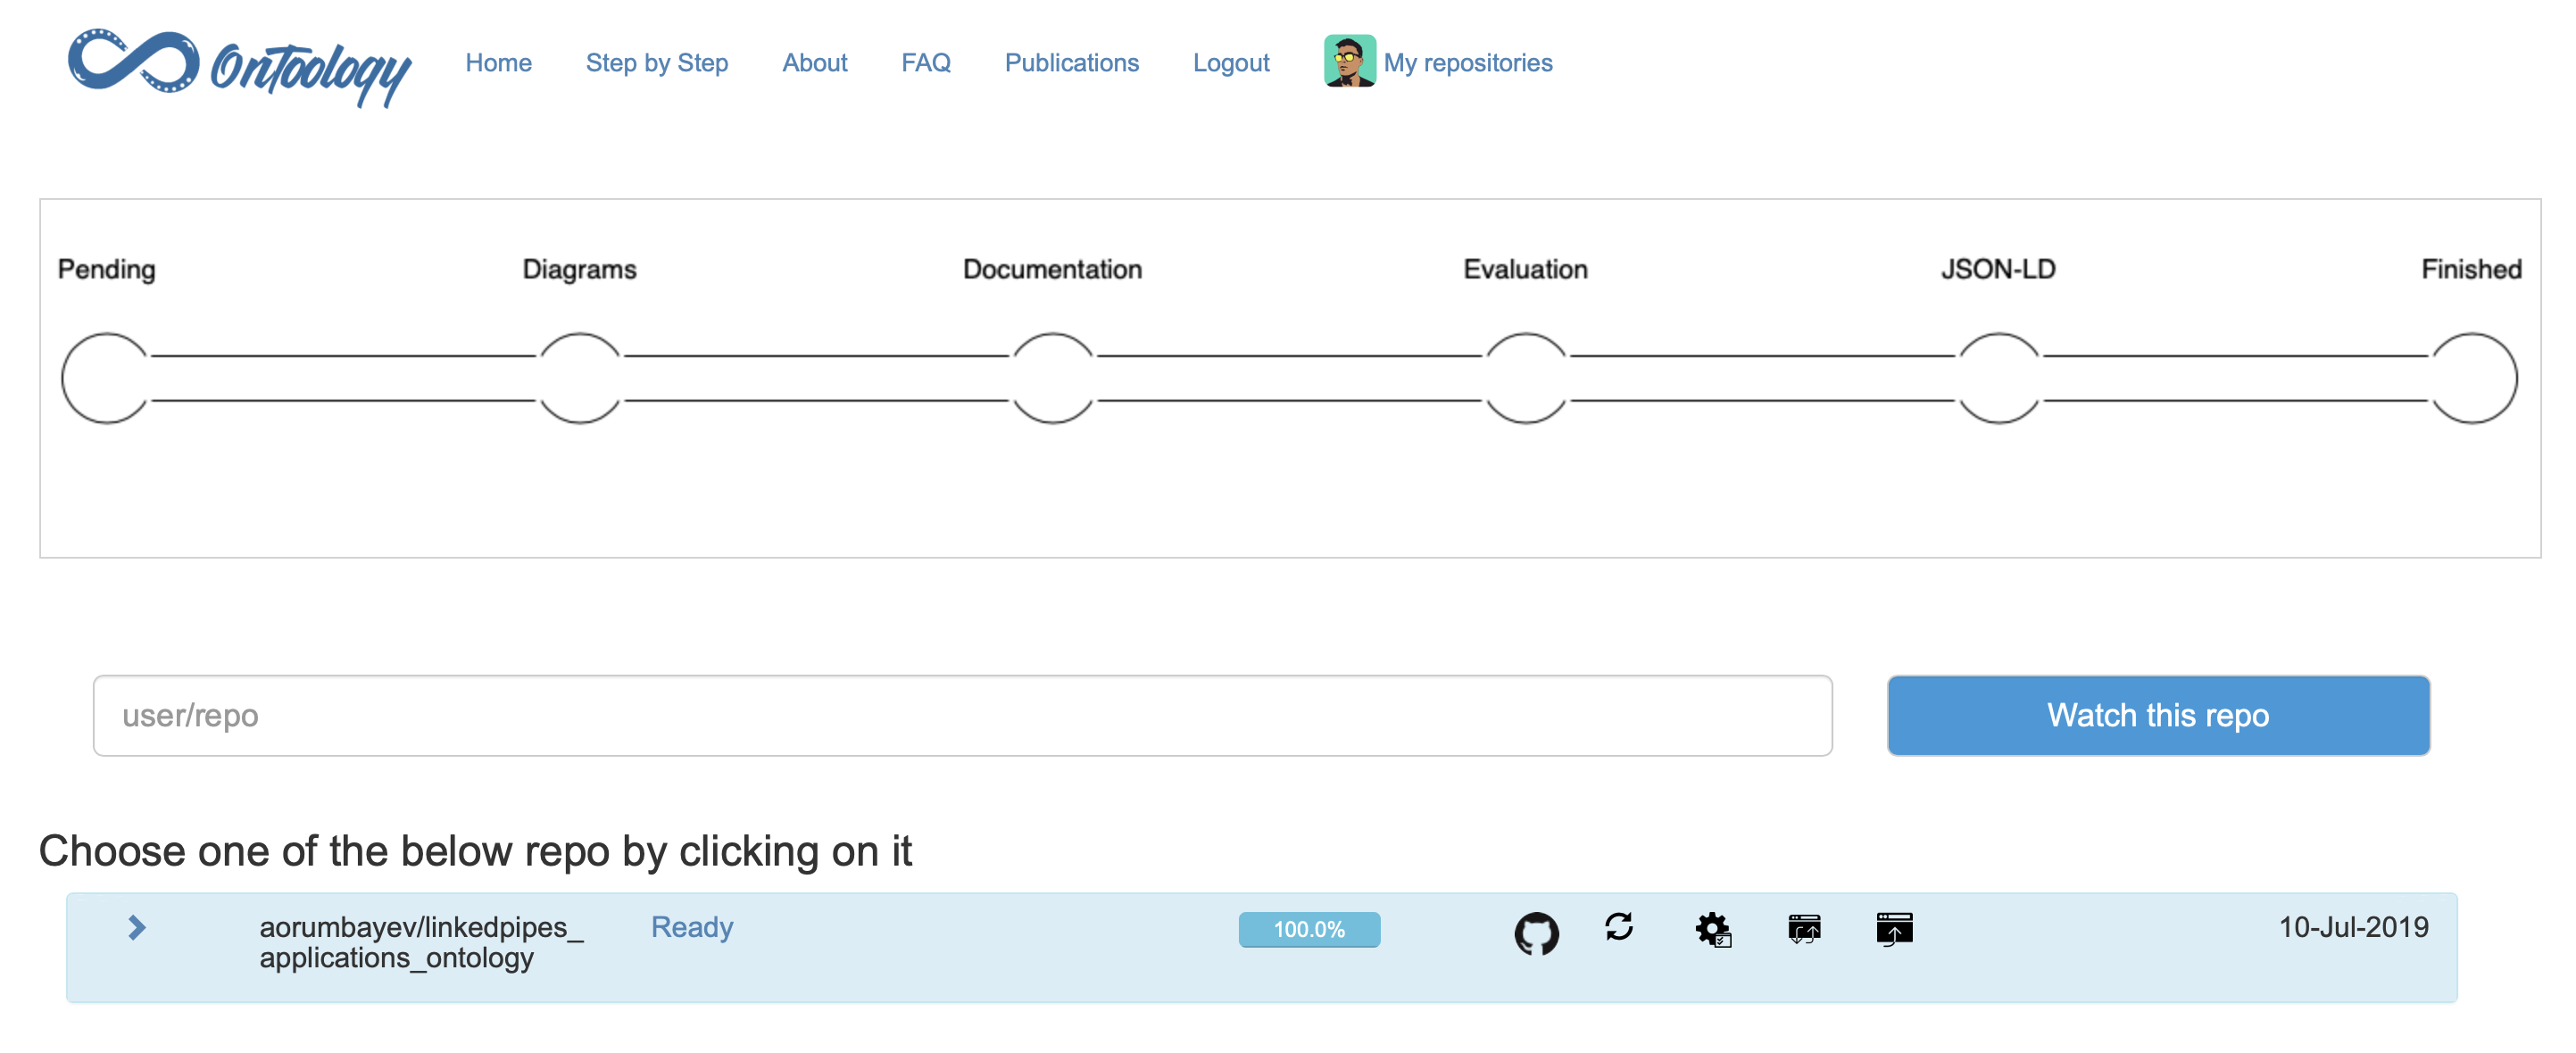 OnToology
Home Step by Step About FAQ Publications Logout My repositories
Pending Diagrams Documentation Evaluation JSON-LD Finished
user/repo Watch this repo
Choose one of the below repo by clicking on it
aorumbayev/linkedpipes_ Ready 100.0% 10-Jul-2019
applications_ontology